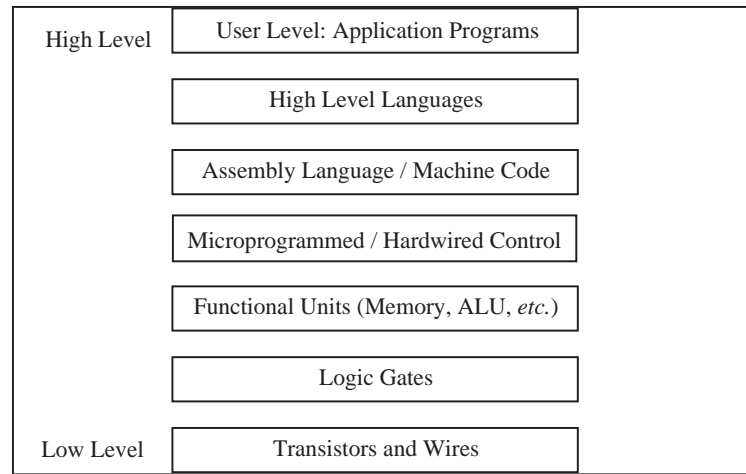 High Level
User Level: Application Programs
High Level Languages
Assembly Language / Machine Code
Microprogrammed / Hardwired Control
Functional Units (Memory, ALU, etc.)
Logic Gates
Low Level
Transistors and Wires